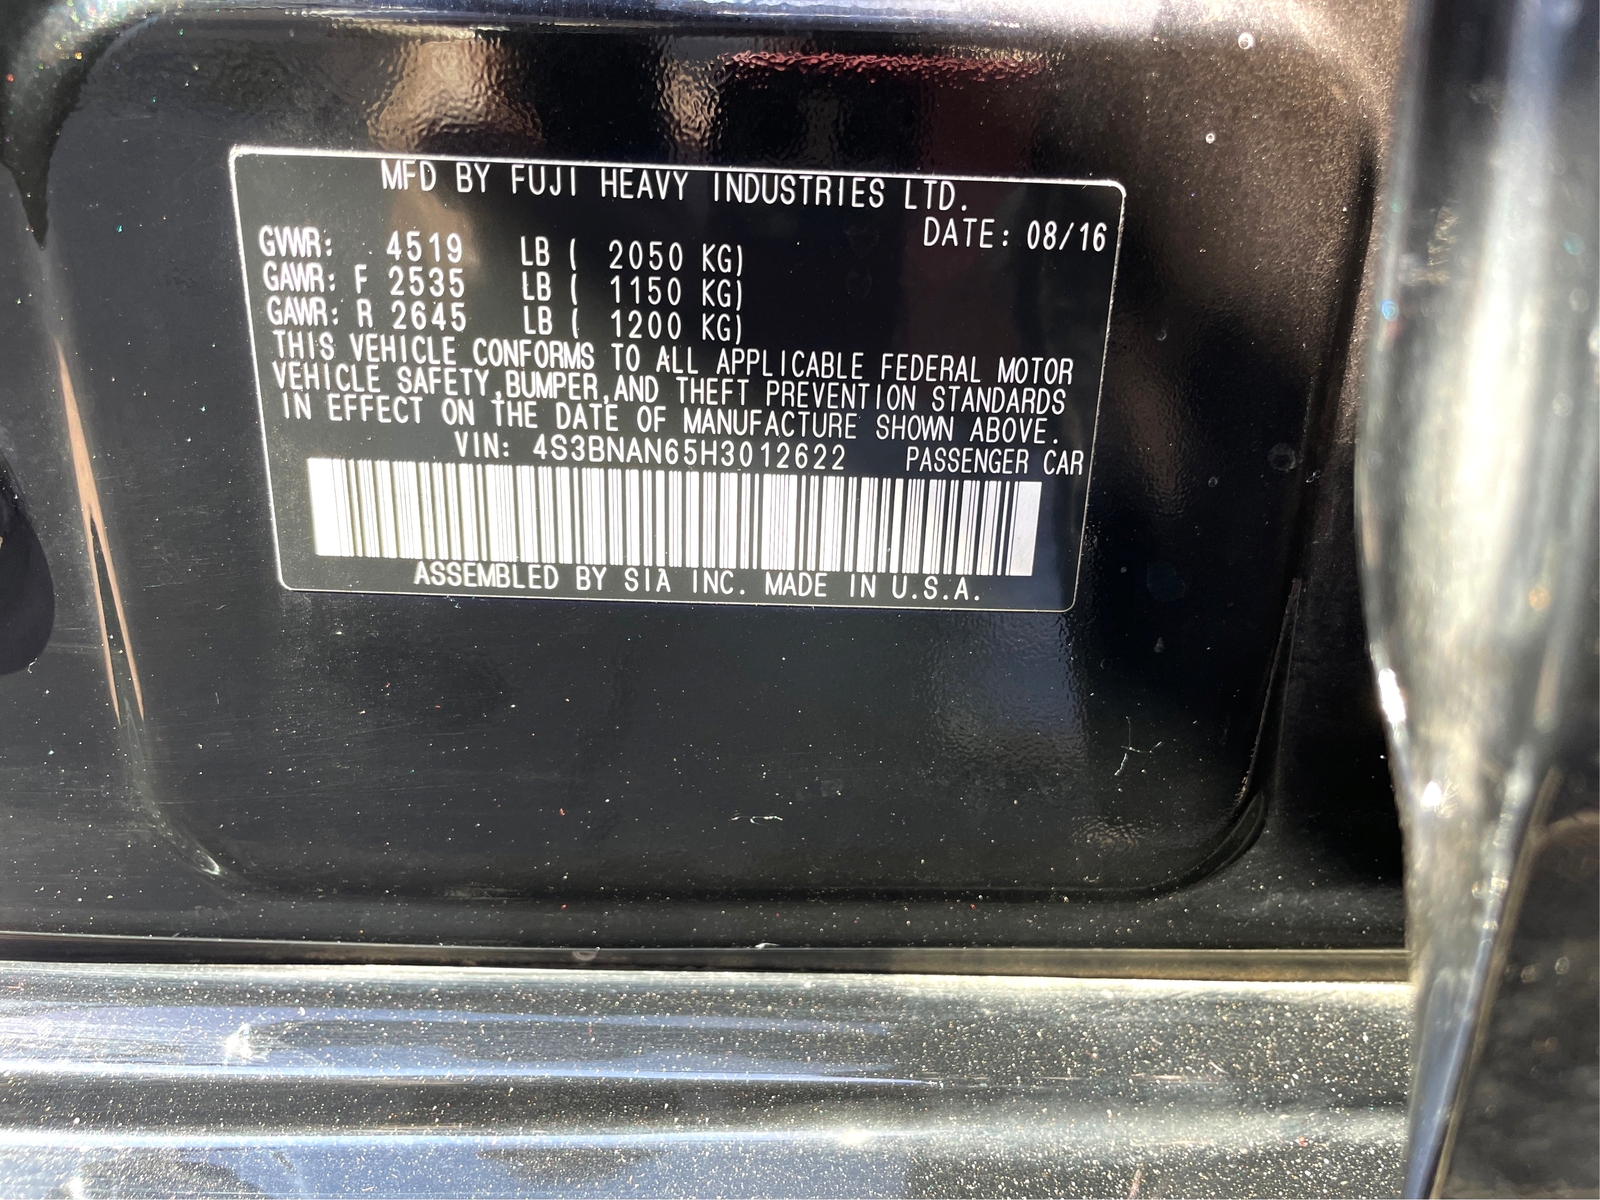 MFD BY FUJI HEAVY INDUSTRIES LTD.
DATE: 08/16
GVWR: 4519 LB ( 2050 KG)
GAWR: F 2535 LB ( 1150 KG)
GAWR: R 2645 LB ( 1200 KG)
THIS VEHICLE CONFORMS TO ALL APPLICABLE FEDERAL MOTOR
VEHICLE SAFETY,BUMPER,AND THEFT PREVENTION STANDARDS
IN EFFECT ON THE DATE OF MANUFACTURE SHOWN ABOVE.
VIN: 4S3BNAN65H3012622 PASSENGER CAR
ASSEMBLED BY SIA INC. MADE IN U.S.A.